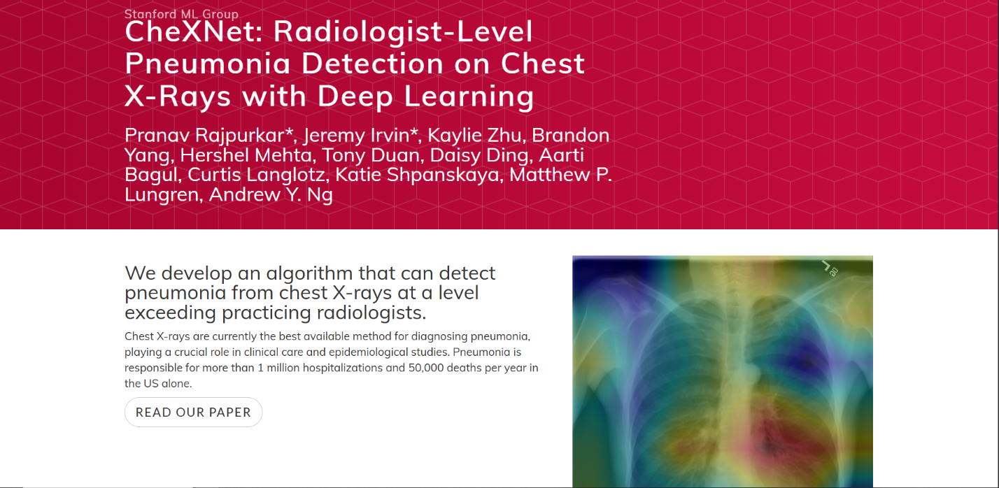 Stanford ML Group
CheXNet: Radiologist-Level
Pneumonia Detection on Chest
X-Rays with Deep Learning
Pranav Rajpurkar*, Jeremy Irvin*, Kaylie Zhu, Brandon
Yang, Hershel Mehta, Tony Duan, Daisy Ding, Aarti
Bagul, Curtis Langlotz, Katie Shpanskaya, Matthew P.
Lungren, Andrew Y. Ng
We develop an algorithm that can detect
pneumonia from chest X-rays at a level
exceeding practicing radiologists.
Chest X-rays are currently the best available method for diagnosing pneumonia,
playing a crucial role in clinical care and epidemiological studies. Pneumonia is
responsible for more than 1 million hospitalizations and 50,000 deaths per year in
the US alone.
READ OUR PAPER